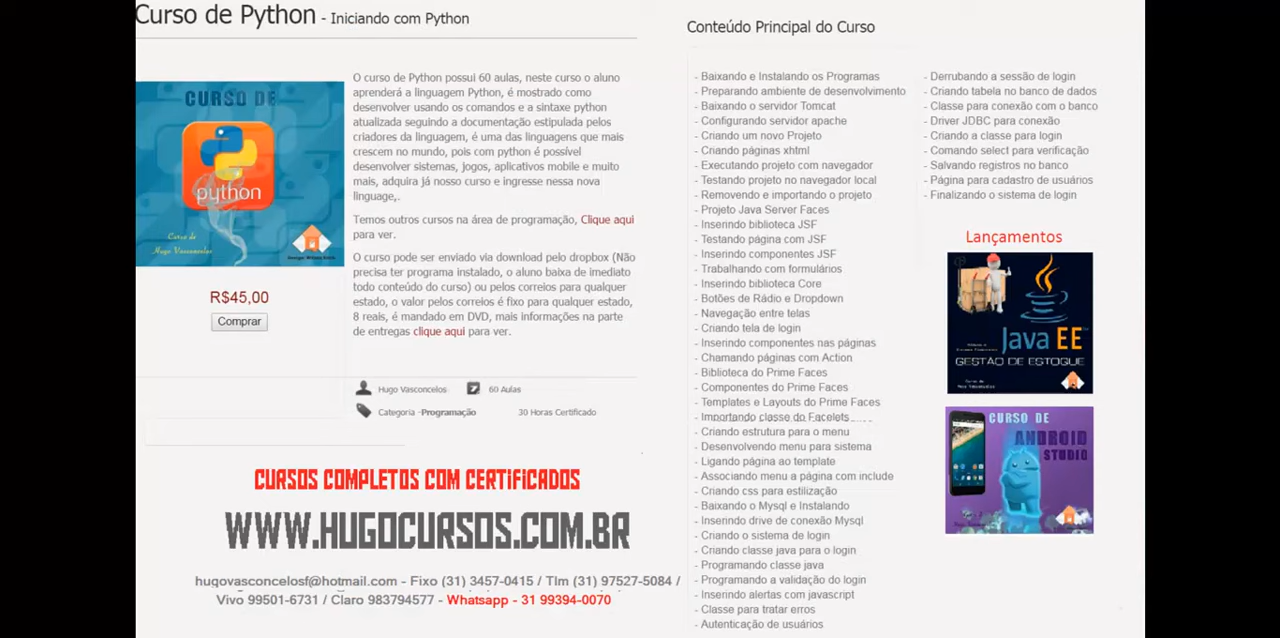 Curso de Python - Iniciando com Python
CURSO DE
python
Curso de
Hugo Vasconcelos
R$45,00
Comprar
O curso de Python possui 60 aulas, neste curso o aluno
aprenderá a linguagem Python, é mostrado como
desenvolver usando os comandos e a sintaxe python
atualizada seguindo a documentação estipulada pelos
criadores da linguagem, é uma das linguagens que mais
crescem no mundo, pois com python é possível
desenvolver sistemas, jogos, aplicativos mobile e muito
mais, adquira já nosso curso e ingresse nessa nova
linguage,.
Temos outros cursos na área de programação, Clique aqui
para ver.
O curso pode ser enviado via download pelo dropbox (Não
precisa ter programa instalado, o aluno baixa de imediato
todo conteúdo do curso) ou pelos correios para qualquer
estado, o valor pelos correios é fixo para qualquer estado,
8 reais, é mandado em DVD, mais informações na parte
de entregas clique aqui para ver.
Hugo Vasconcelos 60 Aulas
Categoria - Programação 30 Horas Certificado
CURSOS COMPLETOS COM CERTIFICADOS
WWW.HUGOCURSOS.COM.BR
hugovasconcelosf@hotmail.com - Fixo (31) 3457-0415 / TIm (31) 97527-5084 /
Vivo 99501-6731 / Claro 983794577 - Whatsapp - 31 99394-0070
Conteúdo Principal do Curso
- Baixando e Instalando os Programas
- Preparando ambiente de desenvolvimento
- Baixando o servidor Tomcat
- Configurando servidor apache
- Criando um novo Projeto
- Criando páginas xhtml
- Executando projeto com navegador
- Testando projeto no navegador local
- Removendo e importando o projeto
- Projeto Java Server Faces
- Inserindo biblioteca JSF
- Testando página com JSF
- Inserindo componentes JSF
- Trabalhando com formulários
- Inserindo biblioteca Core
- Botões de Rádio e Dropdown
- Navegação entre telas
- Criando tela de login
- Inserindo componentes nas páginas
- Chamando páginas com Action
- Biblioteca do Prime Faces
- Componentes do Prime Faces
- Templates e Layouts do Prime Faces
- Importando classe do Facelets
- Criando estrutura para o menu
- Desenvolvendo menu para sistema
- Ligando página ao template
- Associando menu a página com include
- Criando css para estilização
- Baixando o Mysql e Instalando
- Inserindo drive de conexão Mysql
- Criando o sistema de login
- Criando classe java para o login
- Programando classe java
- Programando a validação do login
- Inserindo alertas com javascript
- Classe para tratar erros
- Autenticação de usuários
- Derrubando a sessão de login
- Criando tabela no banco de dados
- Classe para conexão com o banco
- Driver JDBC para conexão
- Criando a classe para login
- Comando select para verificação
- Salvando registros no banco
- Página para cadastro de usuários
- Finalizando o sistema de login
Lançamentos
Java EE
GESTÃO DE ESTOQUE
Curso de
CURSO DE
ANDROID
STUDIO